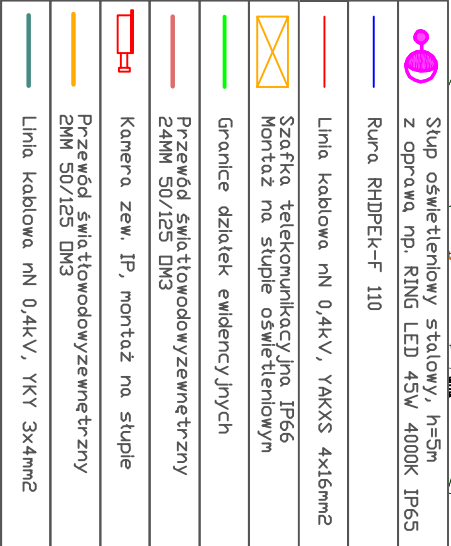 Słup oświetleniowy stalowy, h=5m
z oprawą np. RING LED 45W 4000K IP65
Rura RHDPEk-F 110
Linia kablowa nN 0,4kV, YAKXS 4x16mm2
Szafka telekomunikacyjna IP66
Montaż na słupie oświetleniowym
Granice działek ewidencyjnych
Przewód światłowodowyzewnętrzny
24MM 50/125 OM3
Kamera zew. IP, montaż na słupie
Przewód światłowodowyzewnętrzny
2MM 50/125 OM3
Linia kablowa nN 0,4kV, YKY 3x4mm2